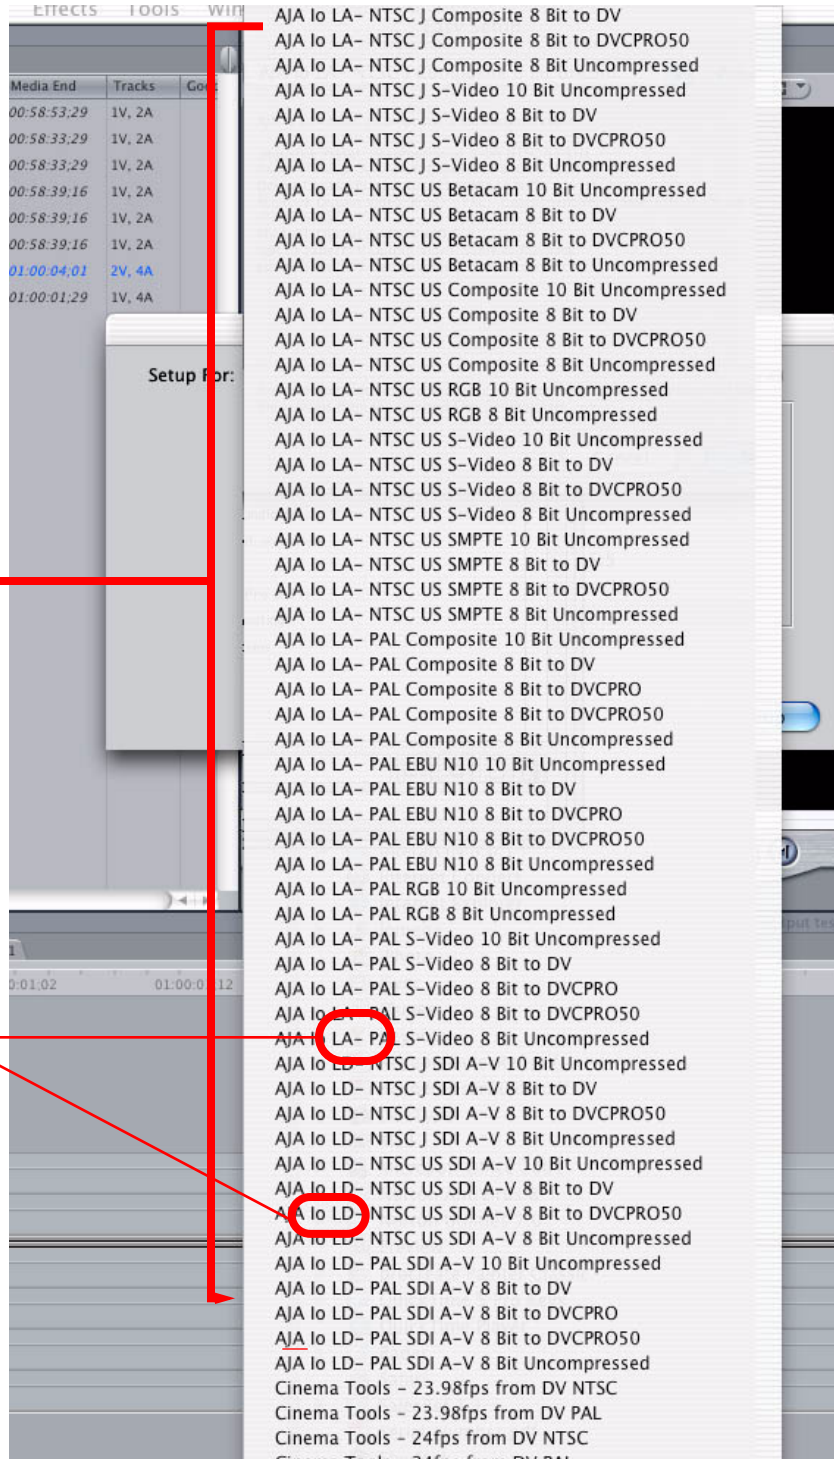 Effects Tools Win
Media End Tracks Goo
00:58:53;29 1V, 2A
00:58:33;29 1V, 2A
00:58:33;29 1V, 2A
00:58:39;16 1V, 2A
00:58:39;16 1V, 2A
00:58:39;16 1V, 2A
01:00:04;01 2V, 4A
01:00:01;29 1V, 4A
Setup For:
1
0:01;02 01:00:01;12
AJA Io LA- NTSC J Composite 8 Bit to DV
AJA Io LA- NTSC J Composite 8 Bit to DVCPRO50
AJA Io LA- NTSC J Composite 8 Bit Uncompressed
AJA Io LA- NTSC J S-Video 10 Bit Uncompressed
AJA Io LA- NTSC J S-Video 8 Bit to DV
AJA Io LA- NTSC J S-Video 8 Bit to DVCPRO50
AJA Io LA- NTSC J S-Video 8 Bit Uncompressed
AJA Io LA- NTSC US Betacam 10 Bit Uncompressed
AJA Io LA- NTSC US Betacam 8 Bit to DV
AJA Io LA- NTSC US Betacam 8 Bit to DVCPRO50
AJA Io LA- NTSC US Betacam 8 Bit to Uncompressed
AJA Io LA- NTSC US Composite 10 Bit Uncompressed
AJA Io LA- NTSC US Composite 8 Bit to DV
AJA Io LA- NTSC US Composite 8 Bit to DVCPRO50
AJA Io LA- NTSC US Composite 8 Bit Uncompressed
AJA Io LA- NTSC US RGB 10 Bit Uncompressed
AJA Io LA- NTSC US RGB 8 Bit Uncompressed
AJA Io LA- NTSC US S-Video 10 Bit Uncompressed
AJA Io LA- NTSC US S-Video 8 Bit to DV
AJA Io LA- NTSC US S-Video 8 Bit to DVCPRO50
AJA Io LA- NTSC US S-Video 8 Bit Uncompressed
AJA Io LA- NTSC US SMPTE 10 Bit Uncompressed
AJA Io LA- NTSC US SMPTE 8 Bit to DV
AJA Io LA- NTSC US SMPTE 8 Bit to DVCPRO50
AJA Io LA- NTSC US SMPTE 8 Bit Uncompressed
AJA Io LA- PAL Composite 10 Bit Uncompressed
AJA Io LA- PAL Composite 8 Bit to DV
AJA Io LA- PAL Composite 8 Bit to DVCPRO
AJA Io LA- PAL Composite 8 Bit to DVCPRO50
AJA Io LA- PAL Composite 8 Bit Uncompressed
AJA Io LA- PAL EBU N10 10 Bit Uncompressed
AJA Io LA- PAL EBU N10 8 Bit to DV
AJA Io LA- PAL EBU N10 8 Bit to DVCPRO
AJA Io LA- PAL EBU N10 8 Bit to DVCPRO50
AJA Io LA- PAL EBU N10 8 Bit Uncompressed
AJA Io LA- PAL RGB 10 Bit Uncompressed
AJA Io LA- PAL RGB 8 Bit Uncompressed
AJA Io LA- PAL S-Video 10 Bit Uncompressed
AJA Io LA- PAL S-Video 8 Bit to DV
AJA Io LA- PAL S-Video 8 Bit to DVCPRO
AJA Io LA- PAL S-Video 8 Bit to DVCPRO50
AJA Io LA- PAL S-Video 8 Bit Uncompressed
AJA Io LD- NTSC J SDI A-V 10 Bit Uncompressed
AJA Io LD- NTSC J SDI A-V 8 Bit to DV
AJA Io LD- NTSC J SDI A-V 8 Bit to DVCPRO50
AJA Io LD- NTSC J SDI A-V 8 Bit Uncompressed
AJA Io LD- NTSC US SDI A-V 10 Bit Uncompressed
AJA Io LD- NTSC US SDI A-V 8 Bit to DV
AJA Io LD- NTSC US SDI A-V 8 Bit to DVCPRO50
AJA Io LD- NTSC US SDI A-V 8 Bit Uncompressed
AJA Io LD- PAL SDI A-V 10 Bit Uncompressed
AJA Io LD- PAL SDI A-V 8 Bit to DV
AJA Io LD- PAL SDI A-V 8 Bit to DVCPRO
AJA Io LD- PAL SDI A-V 8 Bit to DVCPRO50
AJA Io LD- PAL SDI A-V 8 Bit Uncompressed
Cinema Tools - 23.98fps from DV NTSC
Cinema Tools - 23.98fps from DV PAL
Cinema Tools - 24fps from DV NTSC
Cinema Tools - 24fps from DV PAL